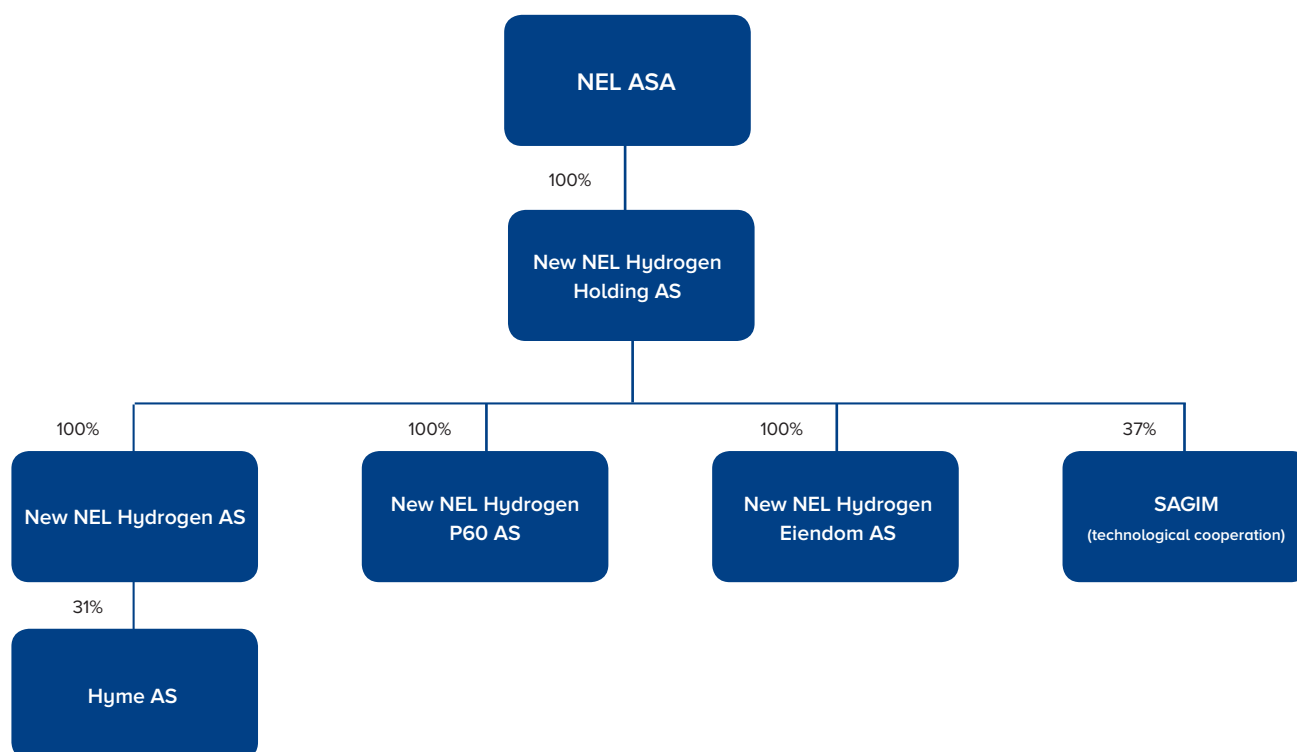 NEL ASA
100%
New NEL Hydrogen
Holding AS
100%
100%
100%
37%
New NEL Hydrogen AS
New NEL Hydrogen
P60 AS
New NEL Hydrogen
Eiendom AS
SAGIM
(technological cooperation)
31%
Hyme AS